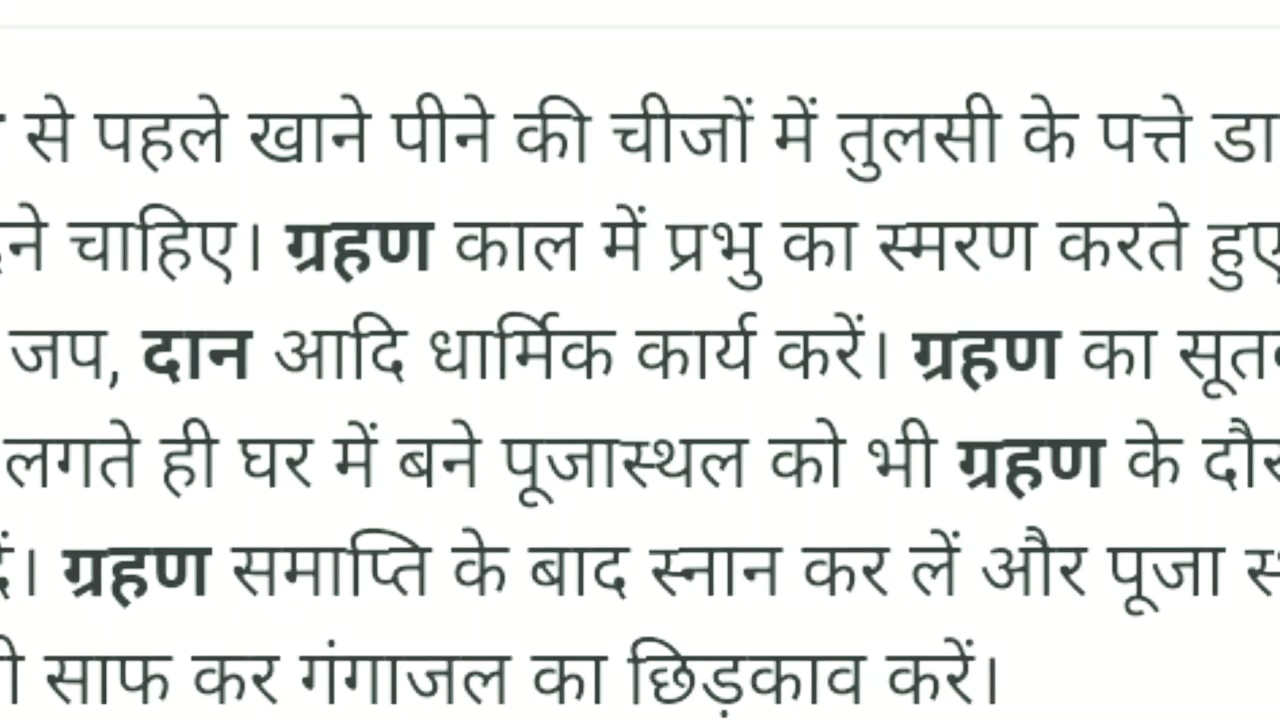 से पहले खाने पीने की चीजों में तुलसी के पत्ते
चाहिए। ग्रहण काल में प्रभु का स्मरण करते हुए
जप, दान आदि धार्मिक कार्य करें। ग्रहण का
लगते ही घर में बने पूजास्थल को भी ग्रहण के
ग्रहण समाप्ति के बाद स्नान कर लें और पूजा
साफ कर गंगाजल का छिड़काव करें।